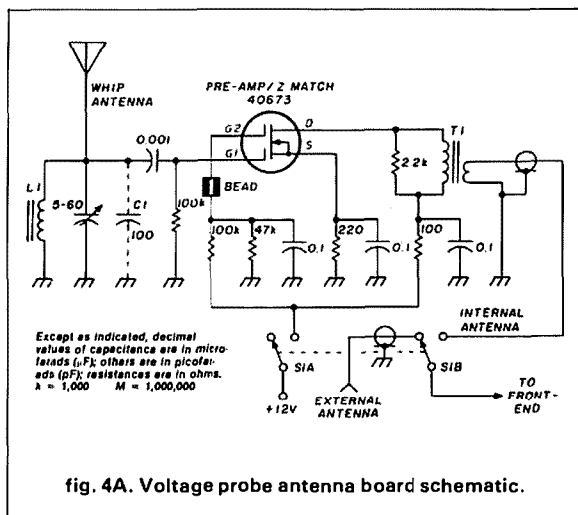 WHIP
ANTENNA
PRE-AMP/Z MATCH
40673
G2
D
S
G1
T1
0.001
2.2k
BEAD
L1
5-60
C1
100
100k
100k
47k
0.1
220
0.1
100
0.1
Except as indicated, decimal
values of capacitance are in micro-
farads (µF); others are in picofar-
ads (pF); resistances are in ohms.
k = 1,000 M = 1,000,000
INTERNAL
ANTENNA
S1A
S1B
+12V
EXTERNAL
ANTENNA
TO
FRONT-
END
fig. 4A. Voltage probe antenna board schematic.